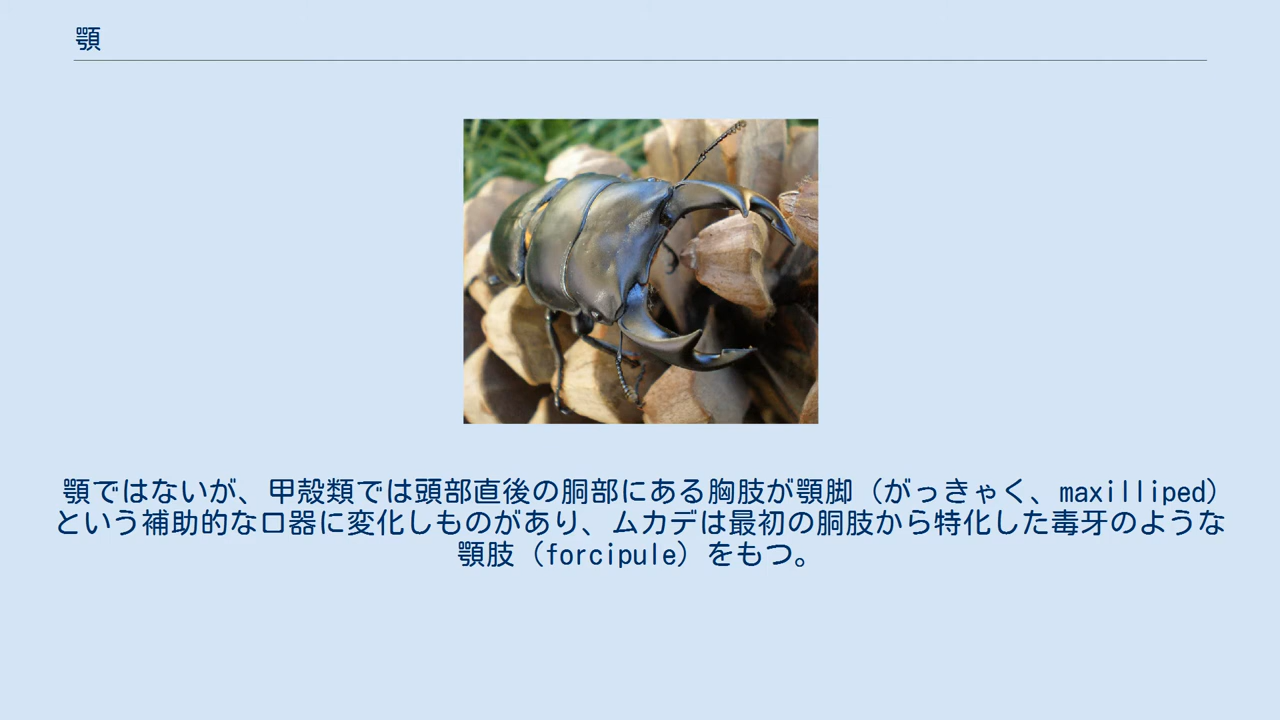 顎
顎ではないが、甲殻類では頭部直後の胴部にある胸肢が顎脚（がっきゃく、maxilliped）
という補助的な口器に変化しものがあり、ムカデは最初の胴肢から特化した毒牙のような
顎肢（forcipule）をもつ。